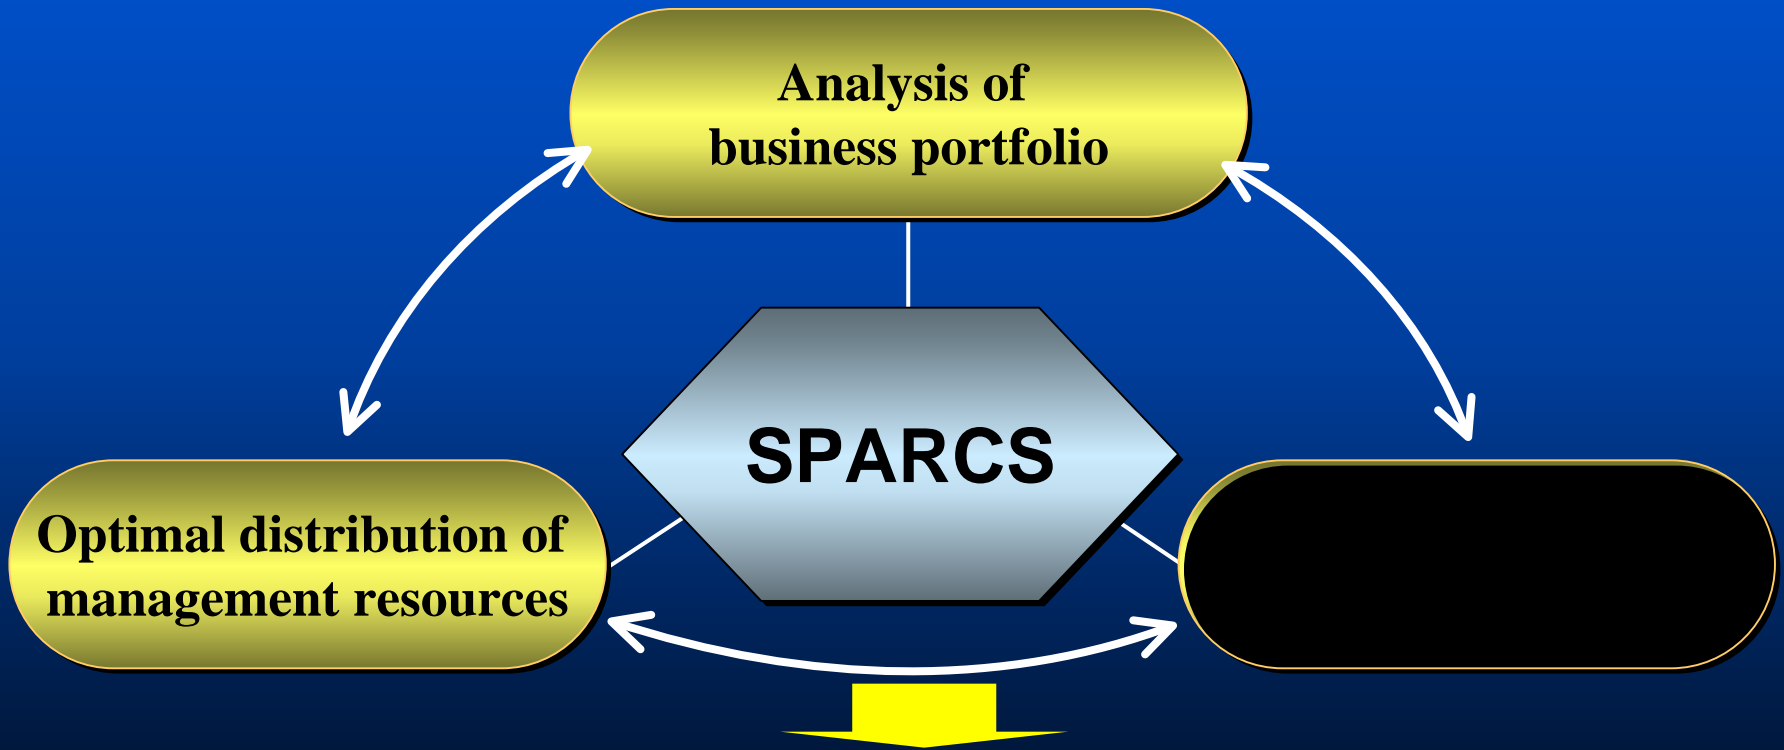 Analysis of
business portfolio
SPARCS
Optimal distribution of
management resources